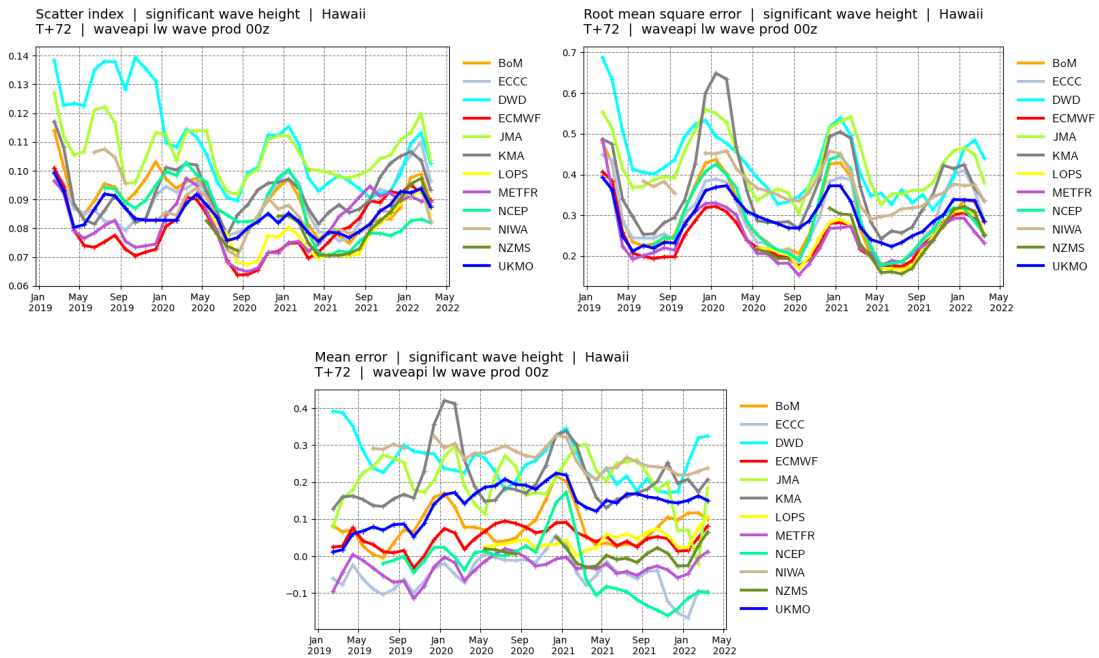 Scatter index  |  significant wave height  |  Hawaii
T+72  |  waveapi lw wave prod 00z
0.14
0.13
0.12
0.11
0.10
0.09
0.08
0.07
0.06
Jan 2019
May 2019
Sep 2019
Jan 2020
May 2020
Sep 2020
Jan 2021
May 2021
Sep 2021
Jan 2022
May 2022
BoM
ECCC
DWD
ECMWF
JMA
KMA
LOPS
METFR
NCEP
NIWA
NZMS
UKMO
Root mean square error  |  significant wave height  |  Hawaii
T+72  |  waveapi lw wave prod 00z
0.7
0.6
0.5
0.4
0.3
0.2
Jan 2019
May 2019
Sep 2019
Jan 2020
May 2020
Sep 2020
Jan 2021
May 2021
Sep 2021
Jan 2022
May 2022
BoM
ECCC
DWD
ECMWF
JMA
KMA
LOPS
METFR
NCEP
NIWA
NZMS
UKMO
Mean error  |  significant wave height  |  Hawaii
T+72  |  waveapi lw wave prod 00z
0.4
0.3
0.2
0.1
0.0
−0.1
Jan 2019
May 2019
Sep 2019
Jan 2020
May 2020
Sep 2020
Jan 2021
May 2021
Sep 2021
Jan 2022
May 2022
BoM
ECCC
DWD
ECMWF
JMA
KMA
LOPS
METFR
NCEP
NIWA
NZMS
UKMO